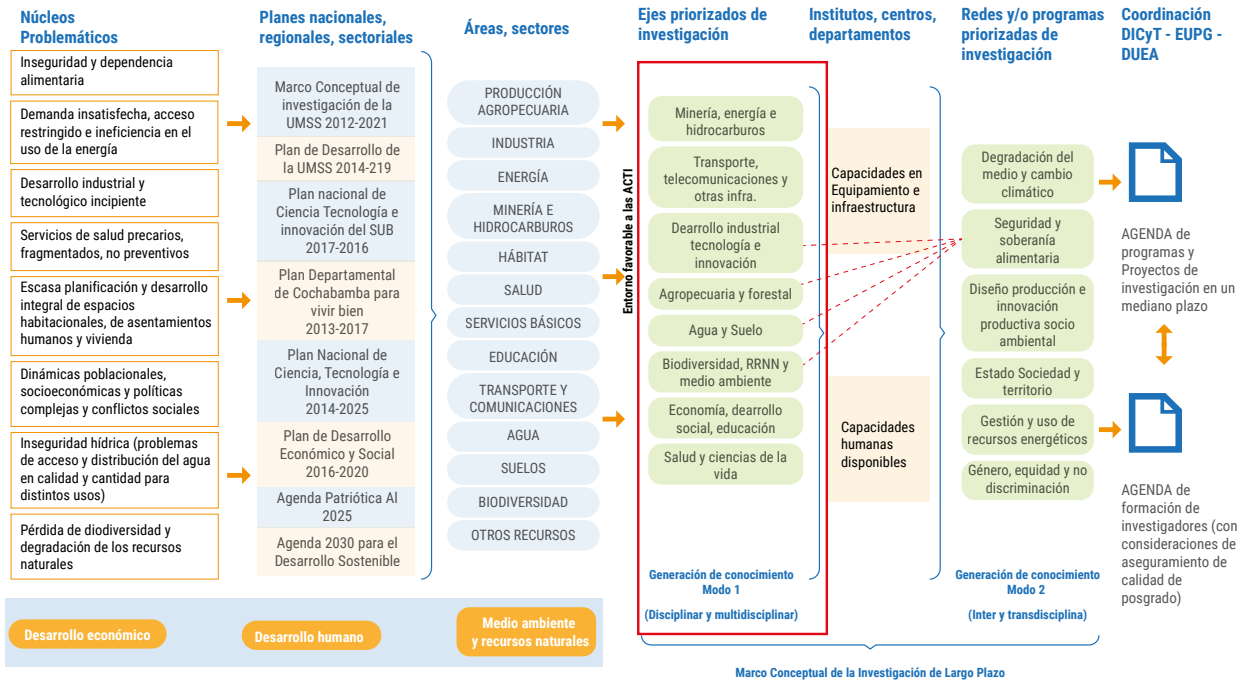 Núcleos
Problemáticos
Inseguridad y dependencia
alimentaria
Demanda insatisfecha, acceso
restringido e ineficiencia en el
uso de la energía
Desarrollo industrial y
tecnológico incipiente
Servicios de salud precarios,
fragmentados, no preventivos
Escasa planificación y desarrollo
integral de espacios
habitacionales, de asentamientos
humanos y vivienda
Dinámicas poblacionales,
socioeconómicas y políticas
complejas y conflictos sociales
Inseguridad hídrica (problemas
de acceso y distribución del agua
en calidad y cantidad para
distintos usos)
Pérdida de diodiversidad y
degradación de los recursos
naturales
Planes nacionales,
regionales, sectoriales
Marco Conceptual de
investigación de la
UMSS 2012-2021
Plan de Desarrollo de
la UMSS 2014-219
Plan nacional de
Ciencia Tecnología e
innovación del SUB
2017-2016
Plan Departamental
de Cochabamba para
vivir bien
2013-2017
Plan Nacional de
Ciencia, Tecnología e
Innovación
2014-2025
Plan de Desarrollo
Económico y Social
2016-2020
Agenda Patriótica AI
2025
Agenda 2030 para el
Desarrollo Sostenible
Áreas, sectores
PRODUCCIÓN
AGROPECUARIA
INDUSTRIA
ENERGÍA
MINERÍA E
HIDROCARBUROS
HÁBITAT
SALUD
SERVICIOS BÁSICOS
EDUCACIÓN
TRANSPORTE Y
COMUNICACIONES
AGUA
SUELOS
BIODIVERSIDAD
OTROS RECURSOS
Entorno favorable a las ACTI
Ejes priorizados de
investigación
Minería, energía e
hidrocarburos
Transporte,
telecomunicaciones y
otras infra.
Dearrollo industrial
tecnología e
innovación
Agropecuaria y forestal
Agua y Suelo
Biodiversidad, RRNN y
medio ambiente
Economía, dearrollo
social, educación
Salud y ciencias de la
vida
Generación de conocimiento
Modo 1
(Disciplinar y multidisciplinar)
Institutos, centros,
departamentos
Capacidades en
Equipamiento e
infraestructura
Capacidades
humanas
disponibles
Redes y/o programas
priorizadas de
investigación
Degradación del
medio y cambio
climático
Seguridad y
soberanía
alimentaria
Diseño producción e
innovación
productiva socio
ambiental
Estado Sociedad y
territorio
Gestión y uso de
recursos energéticos
Género, equidad y no
discriminación
Generación de conocimiento
Modo 2
(Inter y transdisciplina)
Coordinación
DICyT - EUPG -
DUEA
AGENDA de
programas y
Proyectos de
investigación en un
mediano plazo
AGENDA de
formación de
investigadores (con
consideraciones de
aseguramiento de
calidad de
posgrado)
Desarrollo económico
Desarrollo humano
Medio ambiente
y recursos naturales
Marco Conceptual de la Investigación de Largo Plazo